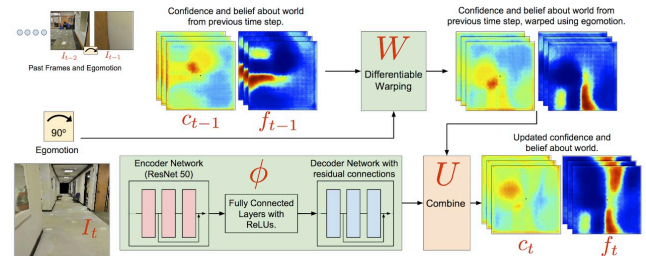 Confidence and belief about world
from previous time step.
Confidence and belief about world from
previous time step, warped using egomotion.
I_{t-2}
I_{t-1}
Past Frames and Egomotion
W
Differentiable
Warping
c_{t-1}
f_{t-1}
90°
Egomotion
Updated confidence and
belief about world.
Encoder Network
(ResNet 50)
ϕ
Decoder Network with
residual connections
Fully Connected
Layers with
ReLUs.
U
Combine
I_t
c_t
f_t